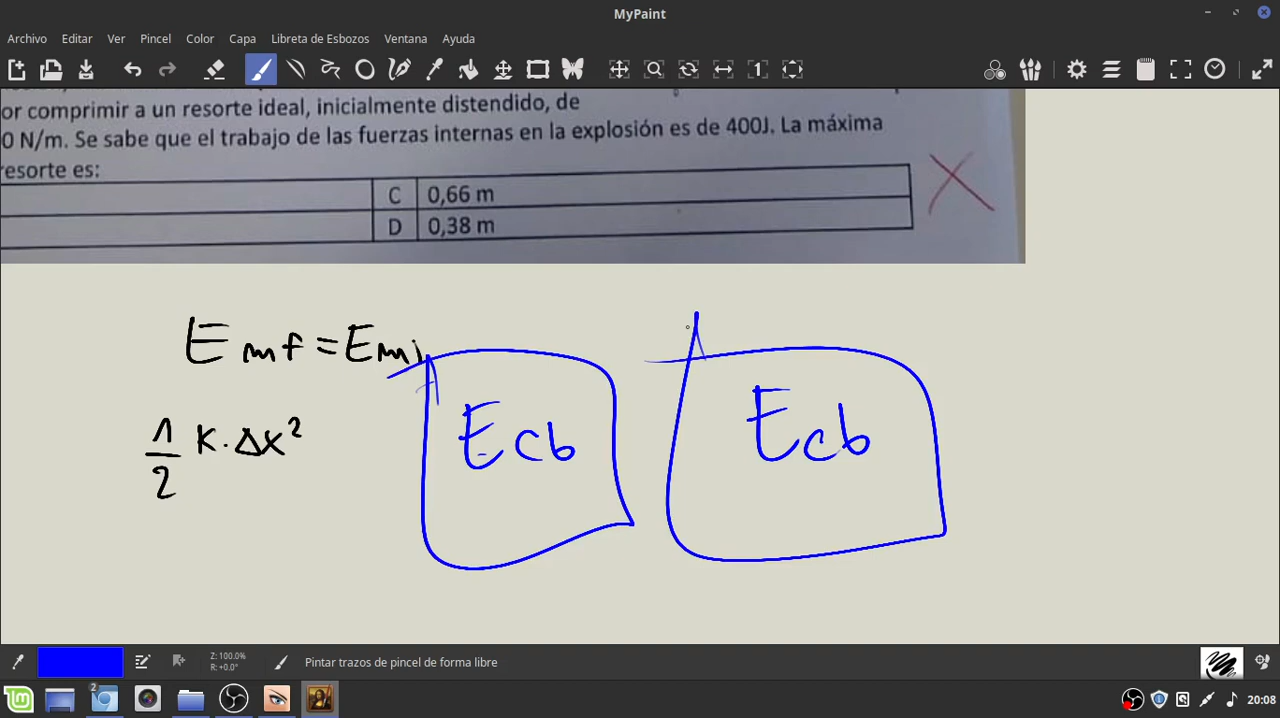 MyPaint
Archivo Editar Ver Pincel Color Capa Libreta de Esbozos Ventana Ayuda
or comprimir a un resorte ideal, inicialmente distendido, de
0 N/m. Se sabe que el trabajo de las fuerzas internas en la explosión es de 400J. La máxima
resorte es:
C 0,66 m
D 0,38 m
Emf = Emi
1/2 K·Δx²
Ecb
Ecb
Z: 100.0%
R: +0.0°
Pintar trazos de pincel de forma libre
2
20:08